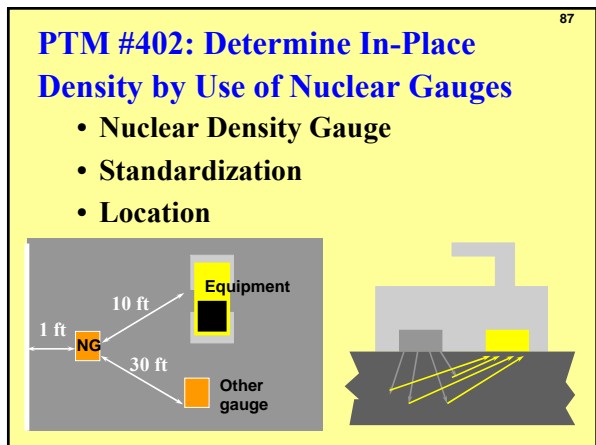 87
PTM #402: Determine In-Place
Density by Use of Nuclear Gauges
• Nuclear Density Gauge
• Standardization
• Location
Equipment
10 ft
1 ft
NG
30 ft
Other
gauge